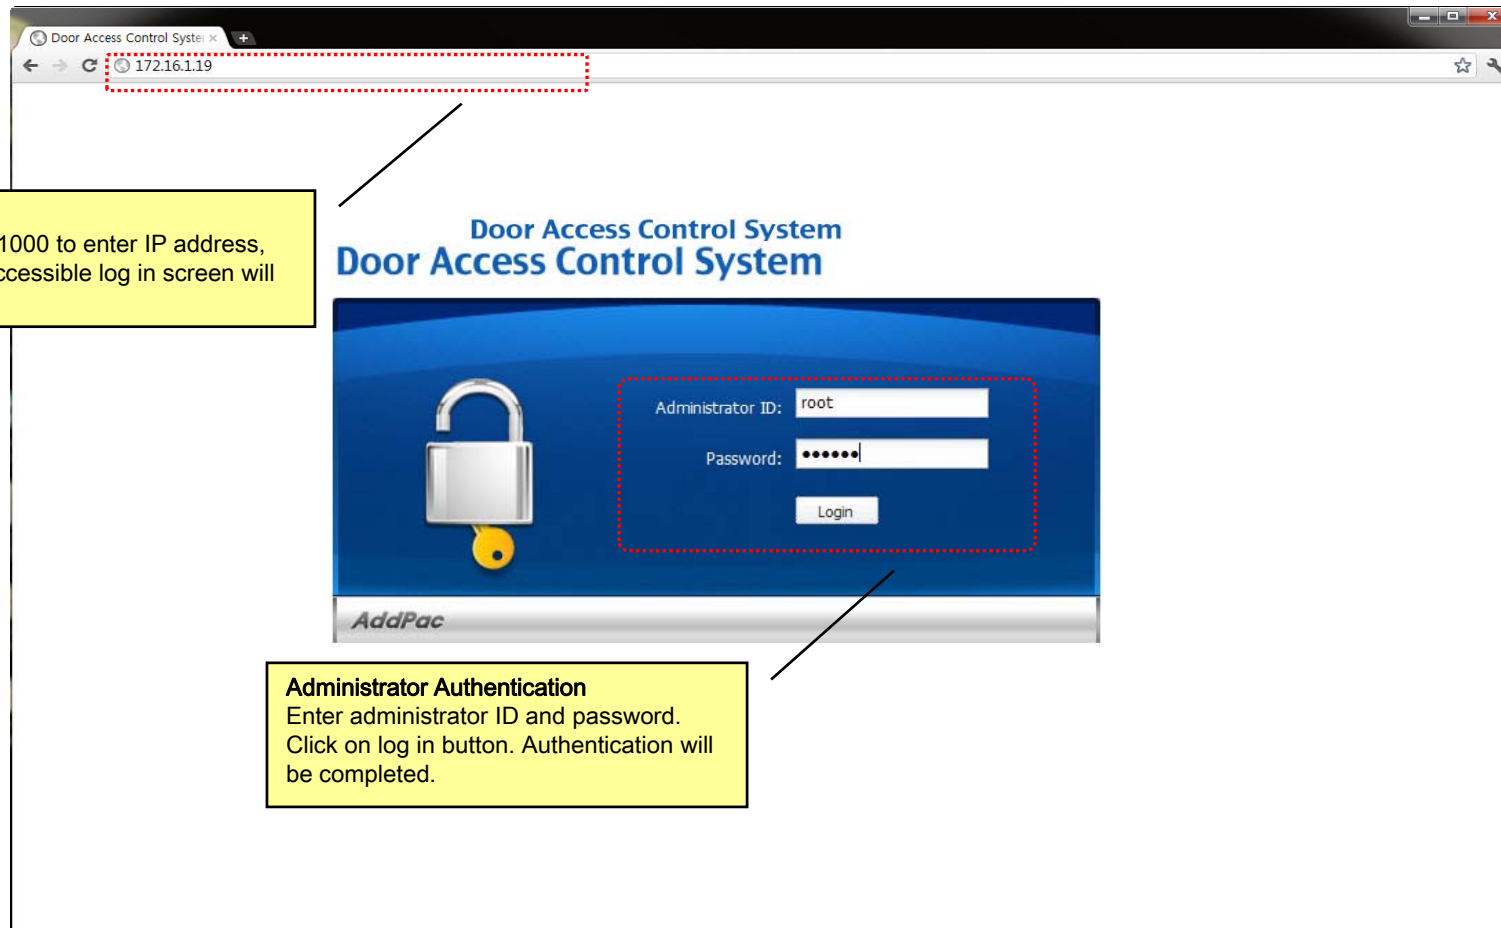 Door Access Control Syste
172.16.1.19
1000 to enter IP address,
ccessible log in screen will
Door Access Control System
Door Access Control System
Administrator ID: root
Password: ••••••
Login
AddPac
Administrator Authentication
Enter administrator ID and password.
Click on log in button. Authentication will
be completed.